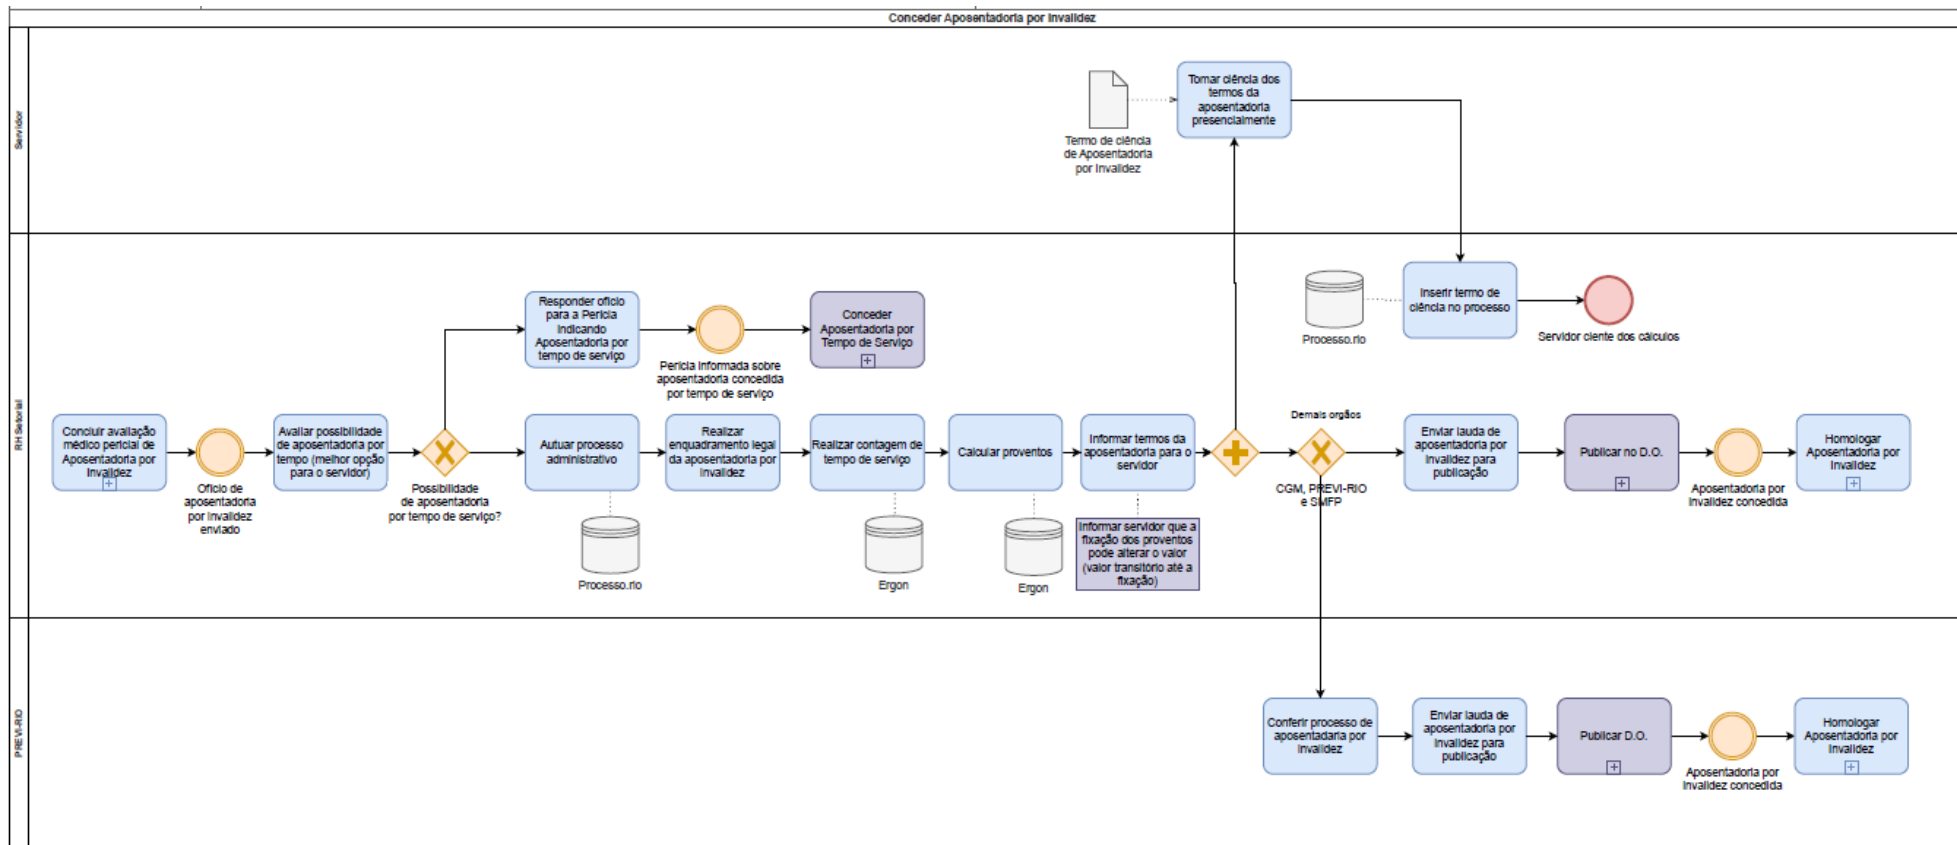 Conceder Aposentadoria por Invalidez
Servidor
Termo de ciência
de Aposentadoria
por Invalidez
Tomar ciência dos
termos da
aposentadoria
presencialmente
RH Setorial
Concluir avaliação
médico pericial de
Aposentadoria por
Invalidez
Ofício de
aposentadoria
por Invalidez
enviado
Avaliar possibilidade
de aposentadoria por
tempo (melhor opção
para o servidor)
Possibilidade
de aposentadoria
por tempo de serviço?
Responder ofício
para a Perícia
Indicando
Aposentadoria por
tempo de serviço
Perícia Informada sobre
aposentadoria concedida
por tempo de serviço
Conceder
Aposentadoria por
Tempo de Serviço
Autuar processo
administrativo
Processo.rio
Realizar
enquadramento legal
da aposentadoria por
Invalidez
Realizar contagem de
tempo de serviço
Ergon
Calcular proventos
Ergon
Informar termos da
aposentadoria para o
servidor
Informar servidor que a
fixação dos proventos
pode alterar o valor
(valor transitório até a
fixação)
Processo.rio
Inserir termo de
ciência no processo
Servidor ciente dos cálculos
Demais orgãos
CGM, PREVI-RIO
e SMFP
Enviar lauda de
aposentadoria por
Invalidez para
publicação
Publicar no D.O.
Aposentadoria por
Invalidez concedida
Homologar
Aposentadoria por
Invalidez
PREVI-RIO
Conferir processo de
aposentadaria por
Invalidez
Enviar lauda de
aposentadoria por
Invalidez para
publicação
Publicar D.O.
Aposentadoria por
Invalidez concedida
Homologar
Aposentadoria por
Invalidez